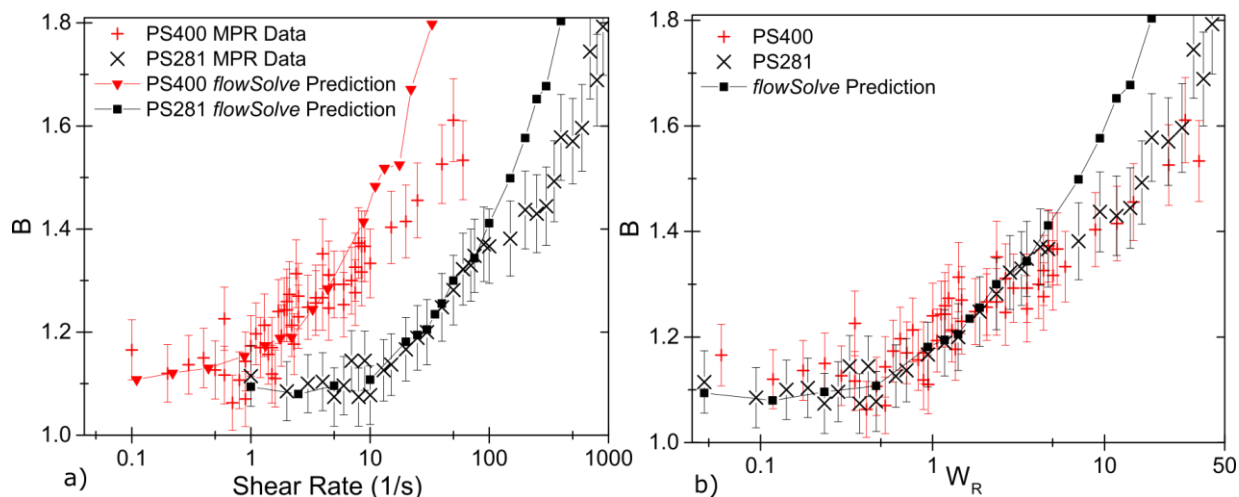 1.8
1.6
1.4
1.2
1.0
B
PS400 MPR Data
PS281 MPR Data
PS400 flowSolve Prediction
PS281 flowSolve Prediction
0.1
1
10
100
1000
a)
Shear Rate (1/s)
1.8
1.6
1.4
1.2
1.0
B
PS400
PS281
flowSolve Prediction
0.1
1
10
50
b)
W_R